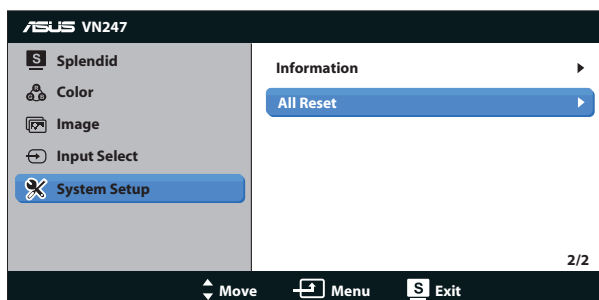 ASUS VN247
S Splendid
Color
Image
Input Select
System Setup
Information
All Reset
2/2
Move Menu S Exit